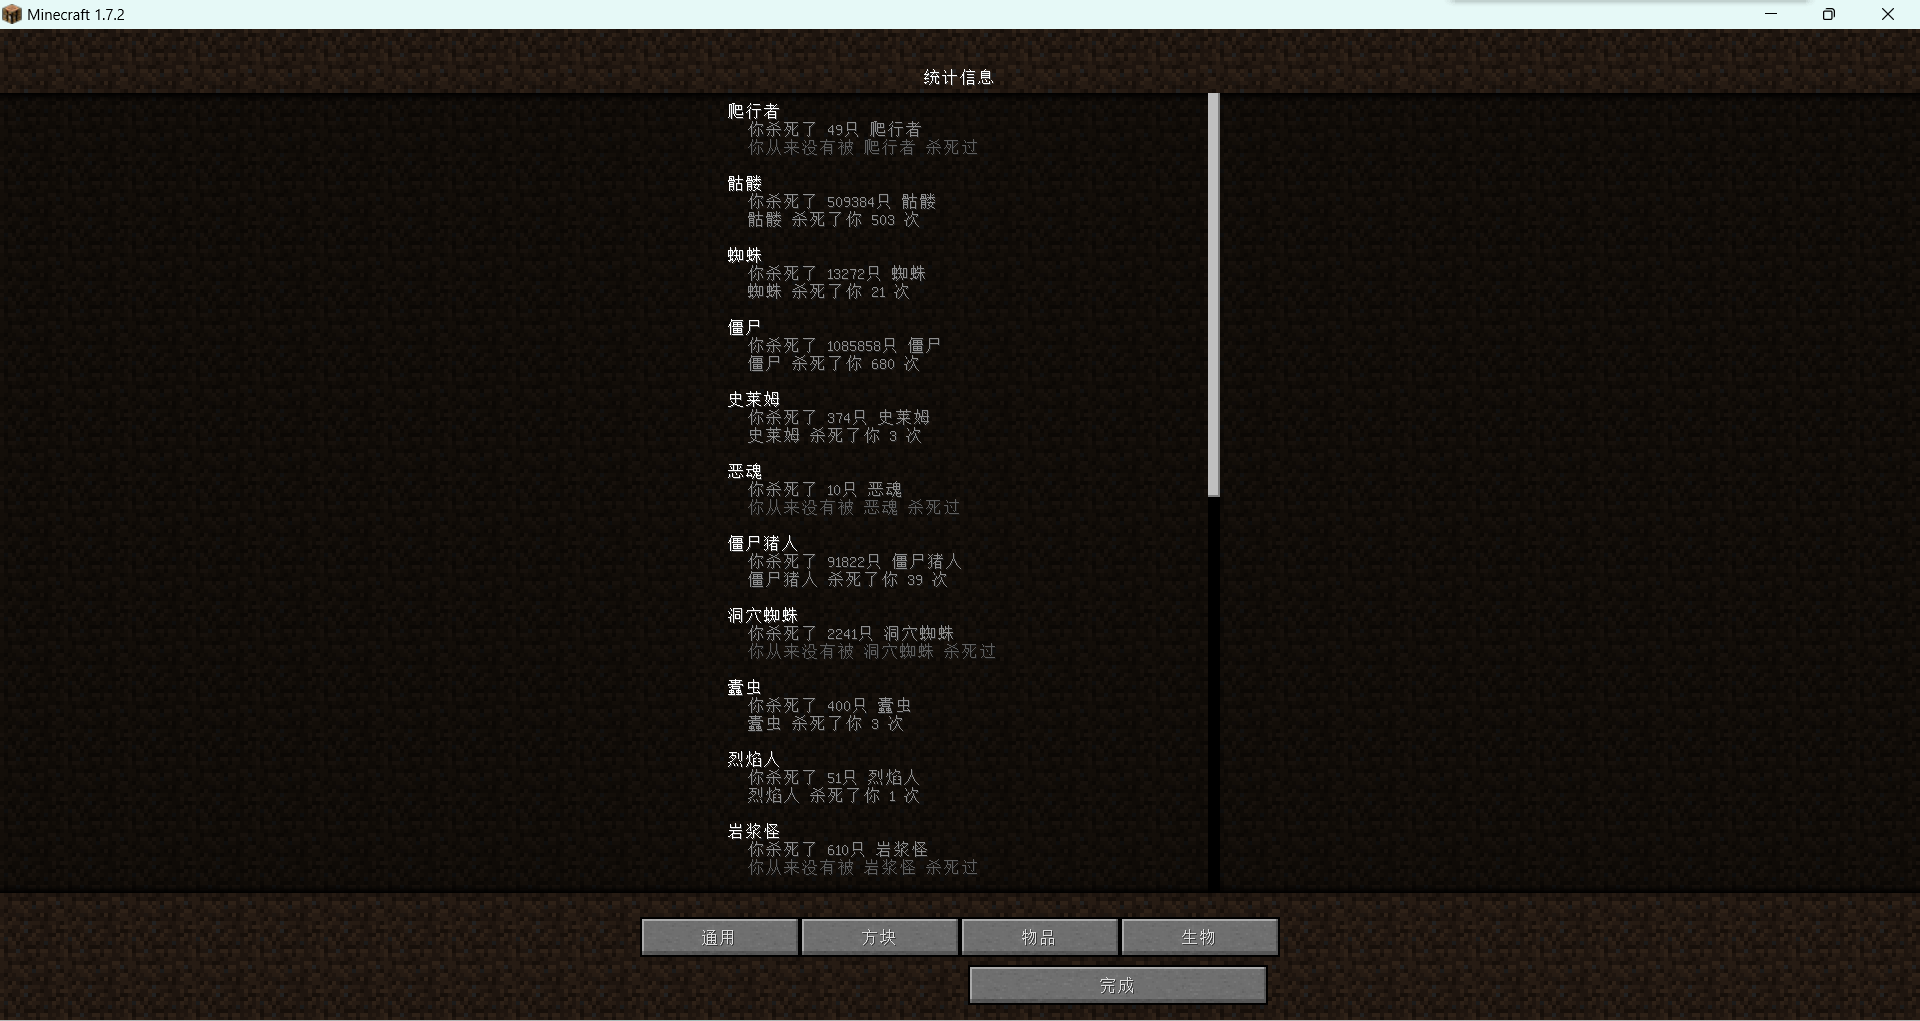 Minecraft 1.7.2
统计信息
爬行者
你杀死了 49只 爬行者
你从来没有被 爬行者 杀死过
骷髅
你杀死了 509384只 骷髅
骷髅 杀死了你 503 次
蜘蛛
你杀死了 13272只 蜘蛛
蜘蛛 杀死了你 21 次
僵尸
你杀死了 1085858只 僵尸
僵尸 杀死了你 680 次
史莱姆
你杀死了 374只 史莱姆
史莱姆 杀死了你 3 次
恶魂
你杀死了 10只 恶魂
你从来没有被 恶魂 杀死过
僵尸猪人
你杀死了 91822只 僵尸猪人
僵尸猪人 杀死了你 39 次
洞穴蜘蛛
你杀死了 2241只 洞穴蜘蛛
你从来没有被 洞穴蜘蛛 杀死过
蠹虫
你杀死了 400只 蠹虫
蠹虫 杀死了你 3 次
烈焰人
你杀死了 51只 烈焰人
烈焰人 杀死了你 1 次
岩浆怪
你杀死了 610只 岩浆怪
你从来没有被 岩浆怪 杀死过
通用 方块 物品 生物
完成